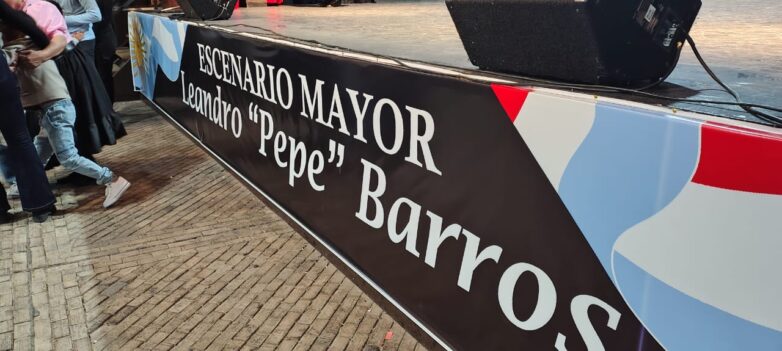 ESCENARIO MAYOR
Leandro "Pepe" Barros